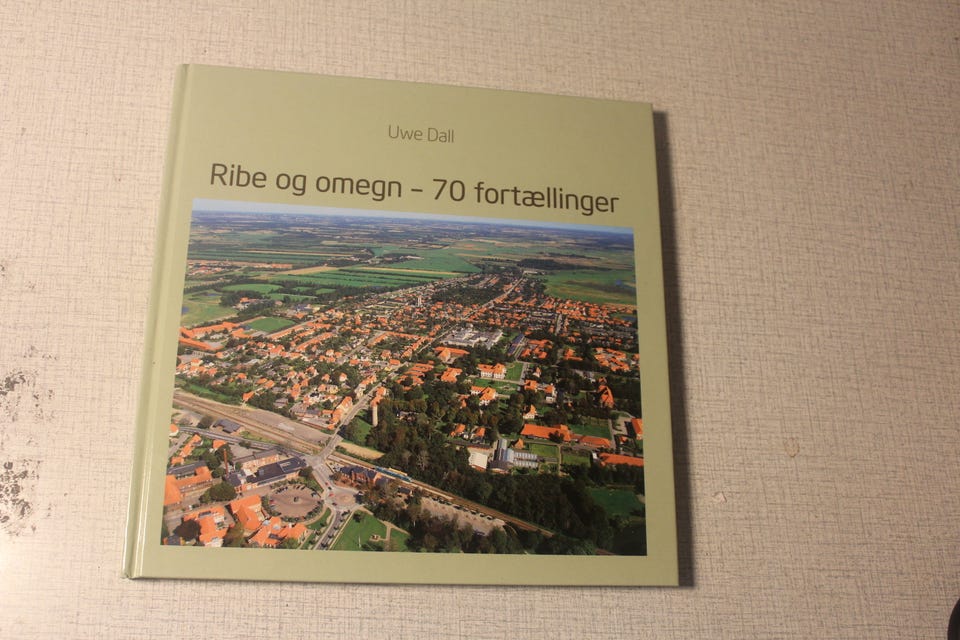 Uwe Dall
Ribe og omegn – 70 fortællinger